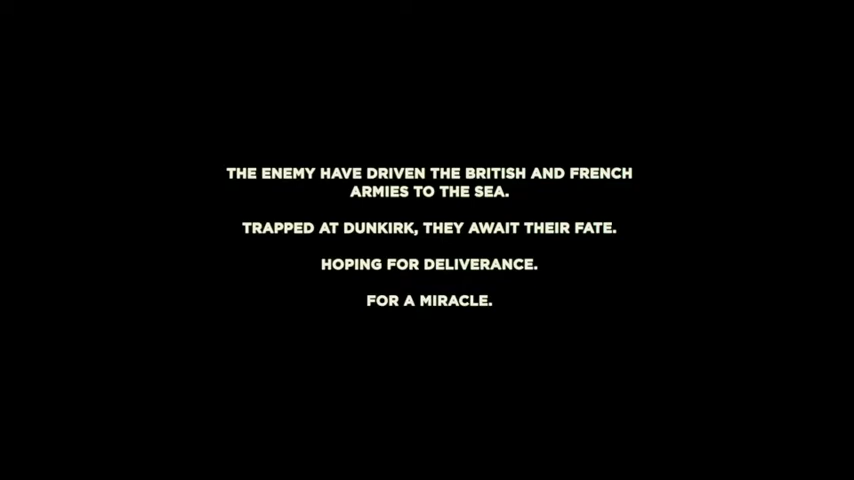 THE ENEMY HAVE DRIVEN THE BRITISH AND FRENCH
ARMIES TO THE SEA.
TRAPPED AT DUNKIRK, THEY AWAIT THEIR FATE.
HOPING FOR DELIVERANCE.
FOR A MIRACLE.